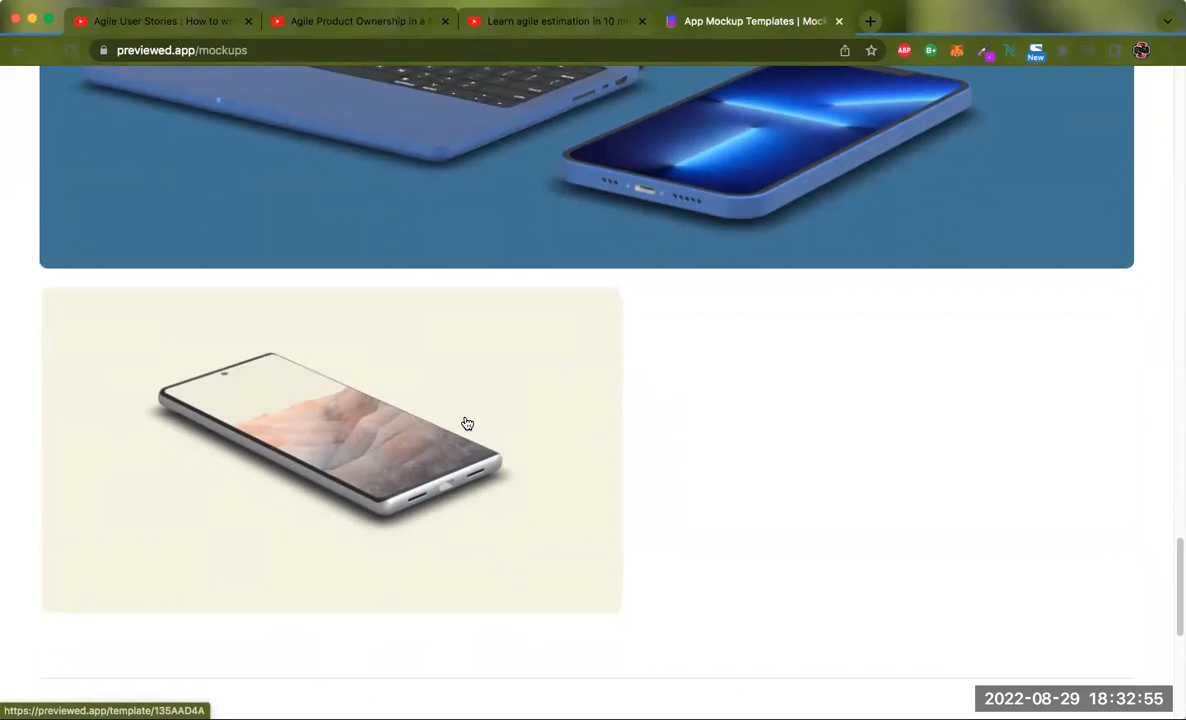 Agile User Stories : How to wr
Agile Product Ownership in a N
Learn agile estimation in 10 m
App Mockup Templates | Mock
previewed.app/mockups
ABP
B+
New
https://previewed.app/template/135AAD4A
2022-08-29 18:32:55